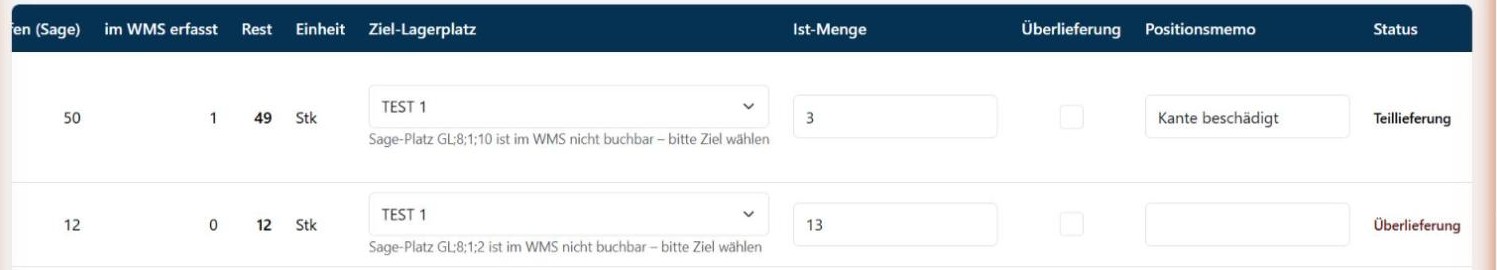 fen (Sage) im WMS erfasst Rest Einheit Ziel-Lagerplatz Ist-Menge Überlieferung Positionsmemo Status
50 1 49 Stk TEST 1 3 Kante beschädigt Teillieferung
Sage-Platz GL;8;1;10 ist im WMS nicht buchbar – bitte Ziel wählen
12 0 12 Stk TEST 1 13 Überlieferung
Sage-Platz GL;8;1;2 ist im WMS nicht buchbar – bitte Ziel wählen